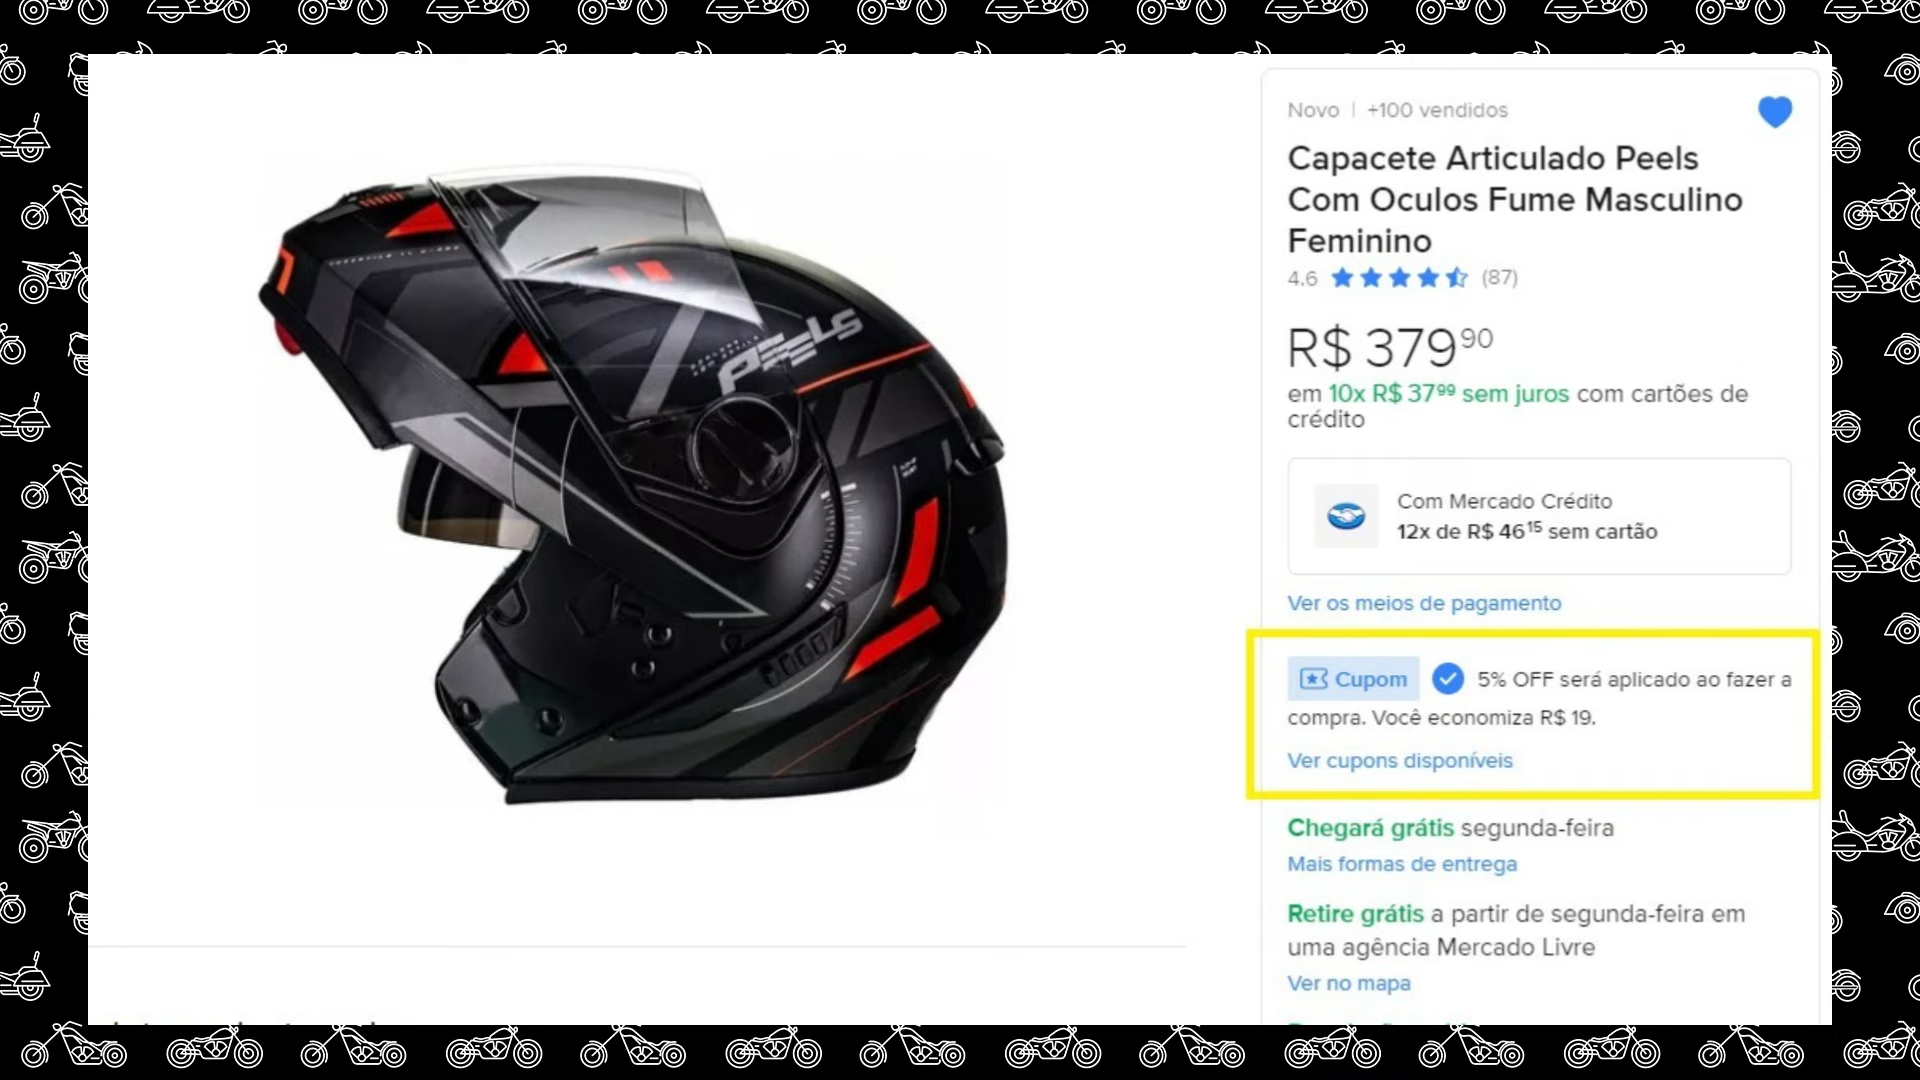 PEELS
Novo | +100 vendidos
Capacete Articulado Peels
Com Oculos Fume Masculino
Feminino
4.6 (87)
R$ 379 90
em 10x R$ 37 99 sem juros com cartões de
crédito
Com Mercado Crédito
12x de R$ 46 15 sem cartão
Ver os meios de pagamento
Cupom 5% OFF será aplicado ao fazer a
compra. Você economiza R$ 19.
Ver cupons disponíveis
Chegará grátis segunda-feira
Mais formas de entrega
Retire grátis a partir de segunda-feira em
uma agência Mercado Livre
Ver no mapa